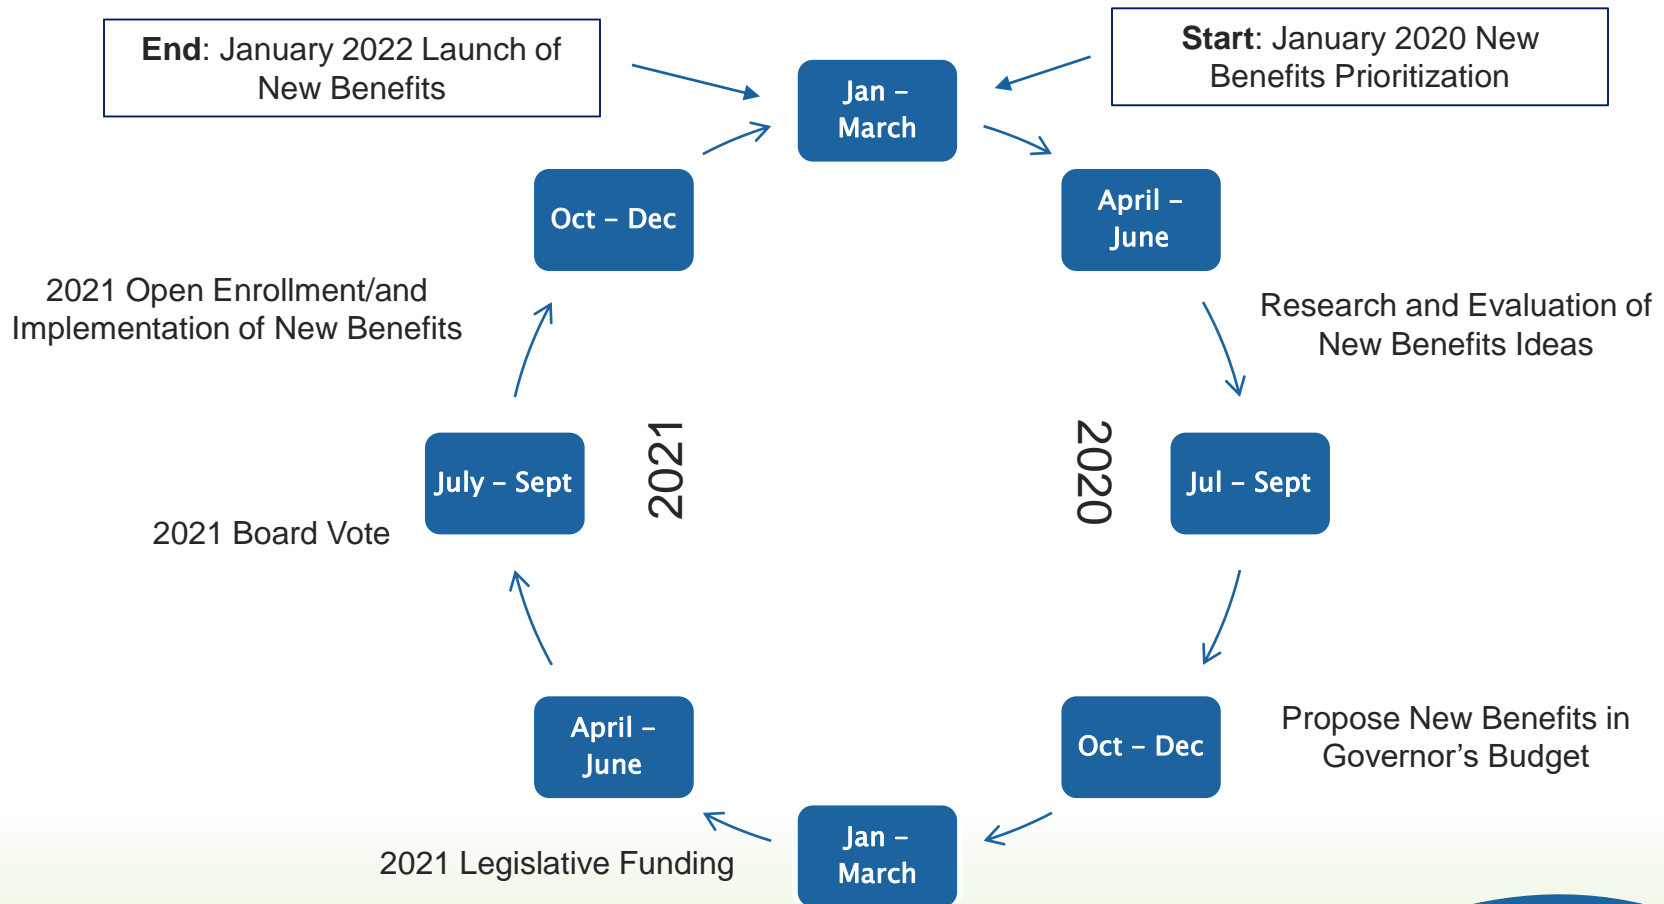 End: January 2022 Launch of
New Benefits
Start: January 2020 New
Benefits Prioritization
Jan –
March
April –
June
Research and Evaluation of
New Benefits Ideas
2020
Jul – Sept
Oct – Dec
Propose New Benefits in
Governor’s Budget
Jan –
March
2021 Legislative Funding
April –
June
2021 Board Vote
July – Sept
2021
2021 Open Enrollment/and
Implementation of New Benefits
Oct – Dec